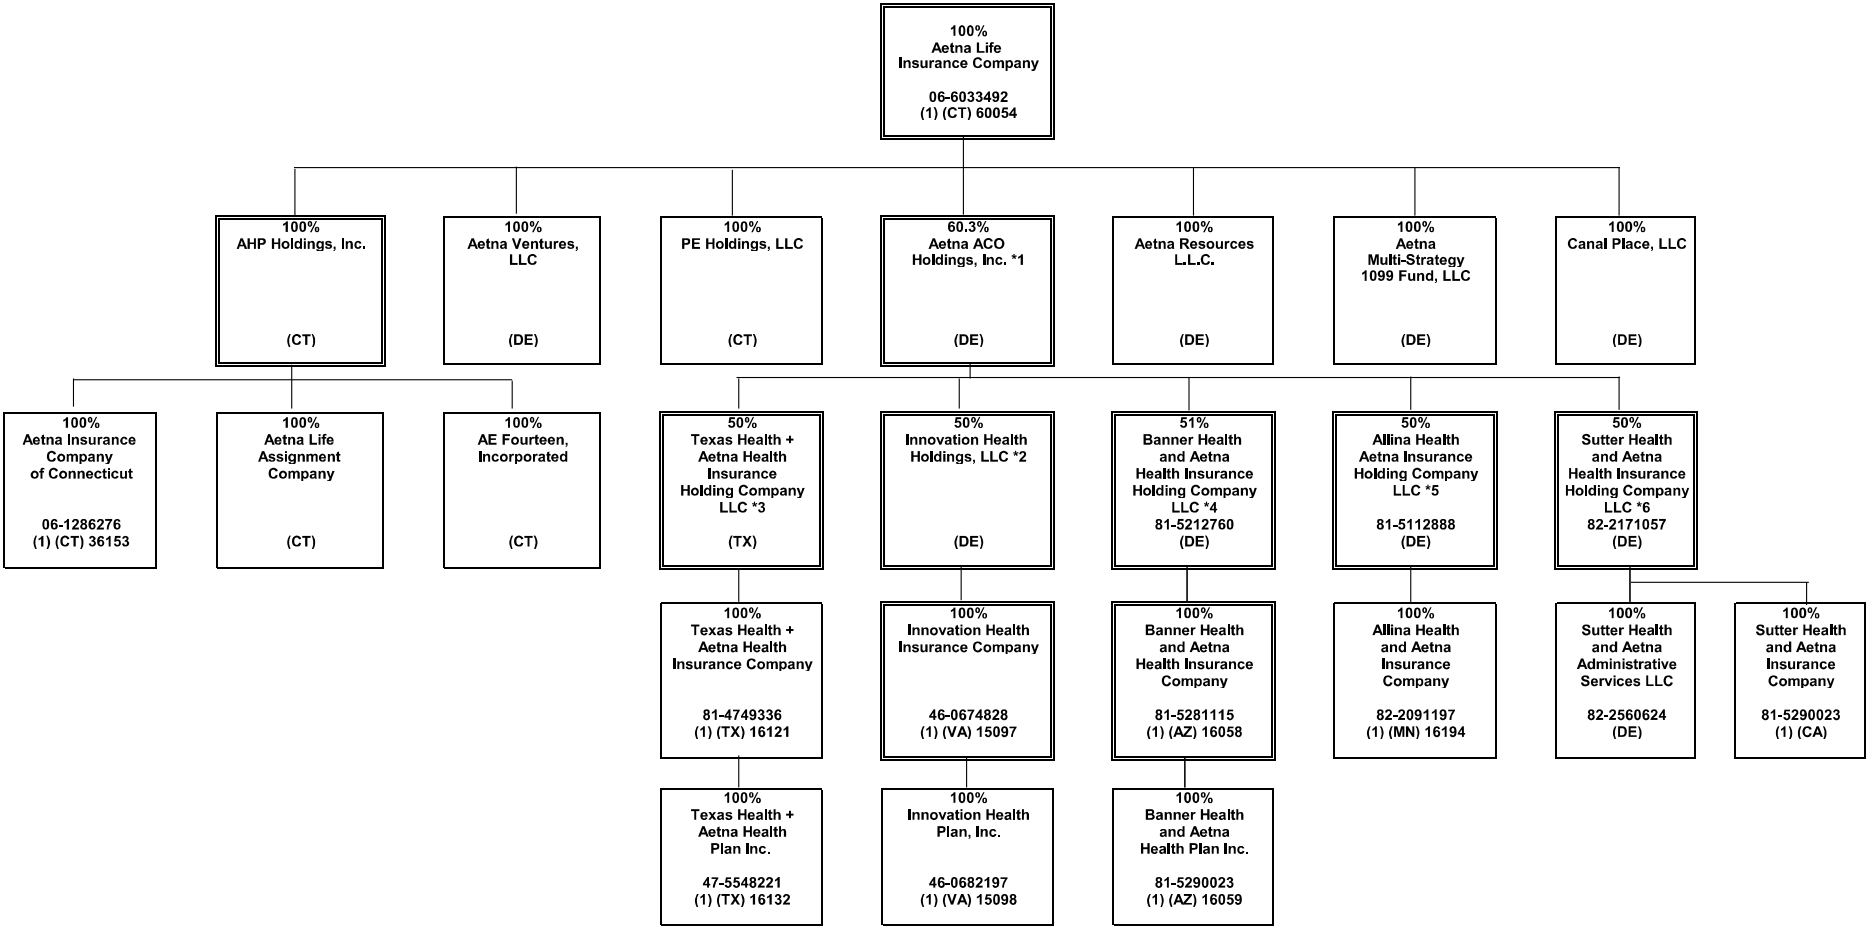 100%
Aetna Life
Insurance Company
06-6033492
(1) (CT) 60054
100%
AHP Holdings, Inc.
(CT)
100%
Aetna Ventures,
LLC
(DE)
100%
PE Holdings, LLC
(CT)
60.3%
Aetna ACO
Holdings, Inc. *1
(DE)
100%
Aetna Resources
L.L.C.
(DE)
100%
Aetna
Multi-Strategy
1099 Fund, LLC
(DE)
100%
Canal Place, LLC
(DE)
100%
Aetna Insurance
Company
of Connecticut
06-1286276
(1) (CT) 36153
100%
Aetna Life
Assignment
Company
(CT)
100%
AE Fourteen,
Incorporated
(CT)
50%
Texas Health +
Aetna Health
Insurance
Holding Company
LLC *3
(TX)
50%
Innovation Health
Holdings, LLC *2
(DE)
51%
Banner Health
and Aetna
Health Insurance
Holding Company
LLC *4
81-5212760
(DE)
50%
Allina Health
Aetna Insurance
Holding Company
LLC *5
81-5112888
(DE)
50%
Sutter Health
and Aetna
Health Insurance
Holding Company
LLC *6
82-2171057
(DE)
100%
Texas Health +
Aetna Health
Insurance Company
81-4749336
(1) (TX) 16121
100%
Innovation Health
Insurance Company
46-0674828
(1) (VA) 15097
100%
Banner Health
and Aetna
Health Insurance
Company
81-5281115
(1) (AZ) 16058
100%
Allina Health
and Aetna
Insurance
Company
82-2091197
(1) (MN) 16194
100%
Sutter Health
and Aetna
Administrative
Services LLC
82-2560624
(DE)
100%
Sutter Health
and Aetna
Insurance
Company
81-5290023
(1) (CA)
100%
Texas Health +
Aetna Health
Plan Inc.
47-5548221
(1) (TX) 16132
100%
Innovation Health
Plan, Inc.
46-0682197
(1) (VA) 15098
100%
Banner Health
and Aetna
Health Plan Inc.
81-5290023
(1) (AZ) 16059